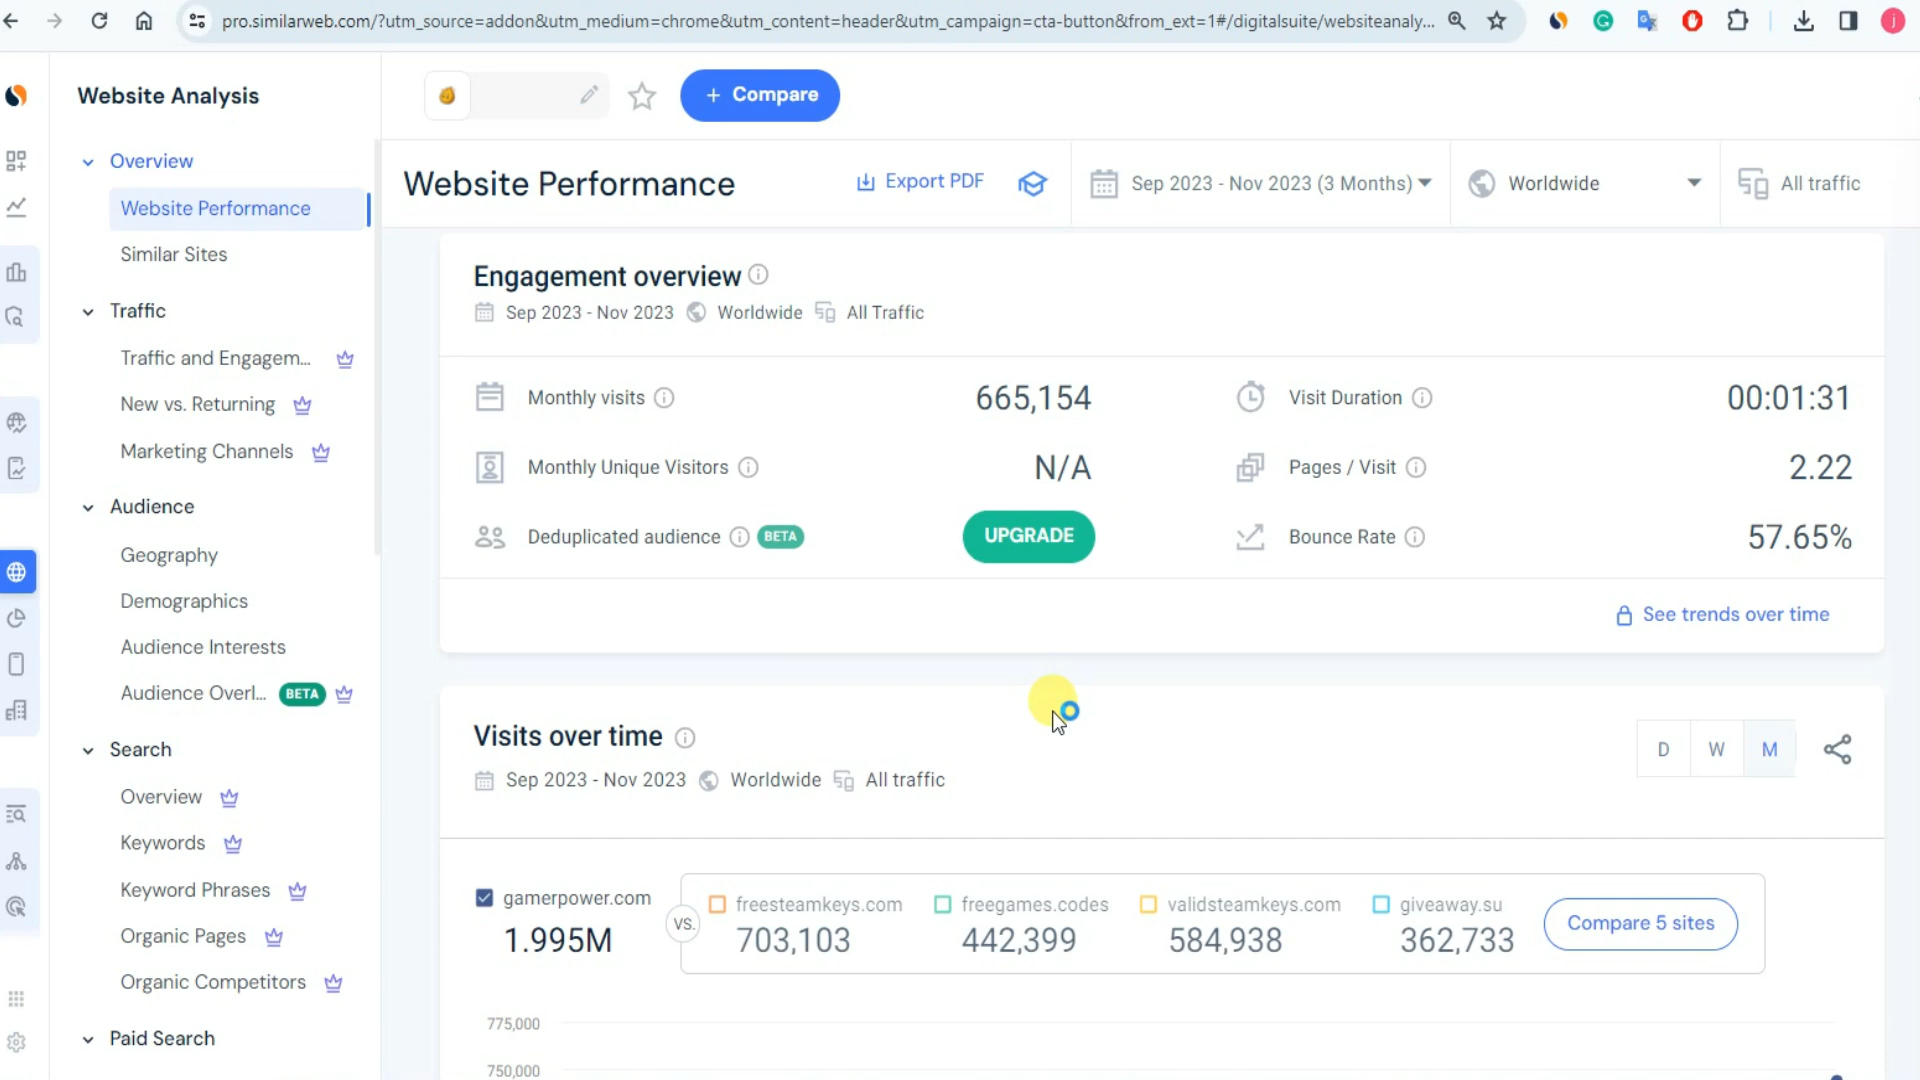 pro.similarweb.com/?utm_source=addon&utm_medium=chrome&utm_content=header&utm_campaign=cta-button&from_ext=1#/digitalsuite/websiteanaly...
j
Website Analysis
+ Compare
Overview
Website Performance
Similar Sites
Traffic
Traffic and Engagem...
New vs. Returning
Marketing Channels
Audience
Geography
Demographics
Audience Interests
Audience Overl... BETA
Search
Overview
Keywords
Keyword Phrases
Organic Pages
Organic Competitors
Paid Search
Website Performance
Export PDF
Sep 2023 - Nov 2023 (3 Months)
Worldwide
All traffic
Engagement overview
Sep 2023 - Nov 2023 Worldwide All Traffic
Monthly visits 665,154
Visit Duration 00:01:31
Monthly Unique Visitors N/A
Pages / Visit 2.22
Deduplicated audience BETA UPGRADE
Bounce Rate 57.65%
See trends over time
Visits over time
D W M
Sep 2023 - Nov 2023 Worldwide All traffic
gamerpower.com
1.995M
VS.
freesteamkeys.com
703,103
freegames.codes
442,399
validsteamkeys.com
584,938
giveaway.su
362,733
Compare 5 sites
775,000
750,000